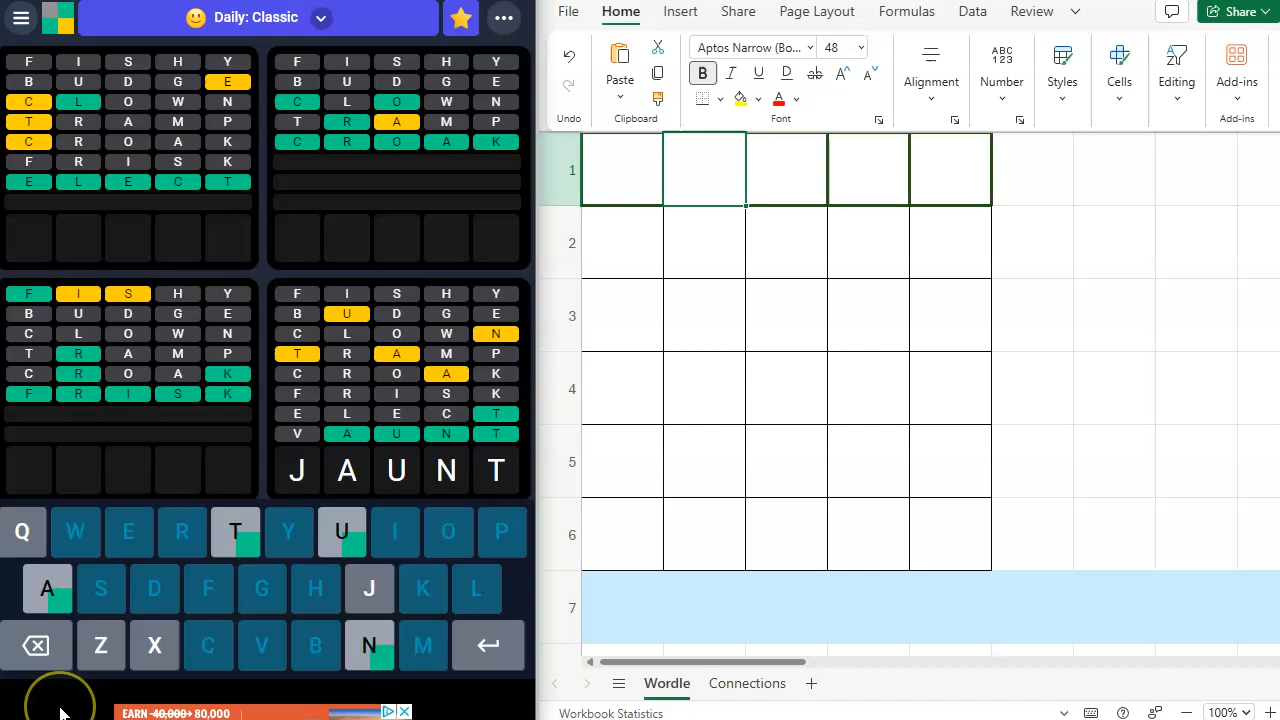 Daily: Classic
F I S H Y
B U D G E
C L O W N
T R A M P
C R O A K
F R I S K
E L E C T
F I S H Y
B U D G E
C L O W N
T R A M P
C R O A K
F I S H Y
B U D G E
C L O W N
T R A M P
C R O A K
F R I S K
F I S H Y
B U D G E
C L O W N
T R A M P
C R O A K
F R I S K
E L E C T
V A U N T
J A U N T
Q W E R T Y U I O P
A S D F G H J K L
Z X C V B N M
EARN 40,000→ 80,000
File Home Insert Share Page Layout Formulas Data Review
Share
Paste
Aptos Narrow (Bo... 48
B I U D ab A A
A
ABC
123
Alignment Number Styles Cells Editing Add-ins
Undo Clipboard Font Add-ins
1
2
3
4
5
6
7
Wordle Connections
Workbook Statistics
100%